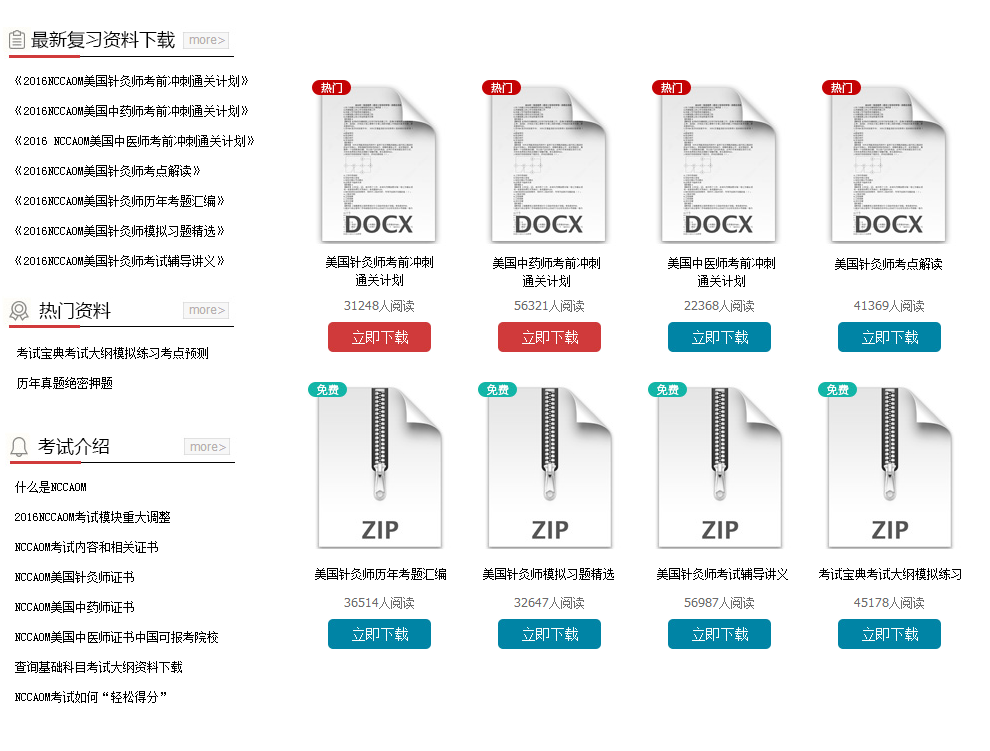 最新复习资料下载 more>
《2016NCCAOM美国针灸师考前冲刺通关计划》
《2016NCCAOM美国中药师考前冲刺通关计划》
《2016 NCCAOM美国中医师考前冲刺通关计划》
《2016NCCAOM美国针灸师考点解读》
《2016NCCAOM美国针灸师历年考题汇编》
《2016NCCAOM美国针灸师模拟习题精选》
《2016NCCAOM美国针灸师考试辅导讲义》
热门资料 more>
考试宝典考试大纲模拟练习考点预测
历年真题绝密押题
考试介绍 more>
什么是NCCAOM
2016NCCAOM考试模块重大调整
NCCAOM考试内容和相关证书
NCCAOM美国针灸师证书
NCCAOM美国中药师证书
NCCAOM美国中医师证书中国可报考院校
查询基础科目考试大纲资料下载
NCCAOM考试如何“轻松得分”
热门 热门 热门 热门
DOCX DOCX DOCX DOCX
美国针灸师考前冲刺
通关计划
31248人阅读
立即下载
美国中药师考前冲刺
通关计划
56321人阅读
立即下载
美国中医师考前冲刺
通关计划
22368人阅读
立即下载
美国针灸师考点解读
41369人阅读
立即下载
免费 免费 免费 免费
ZIP ZIP ZIP ZIP
美国针灸师历年考题汇编
36514人阅读
立即下载
美国针灸师模拟习题精选
32647人阅读
立即下载
美国针灸师考试辅导讲义
56987人阅读
立即下载
考试宝典考试大纲模拟练习
45178人阅读
立即下载